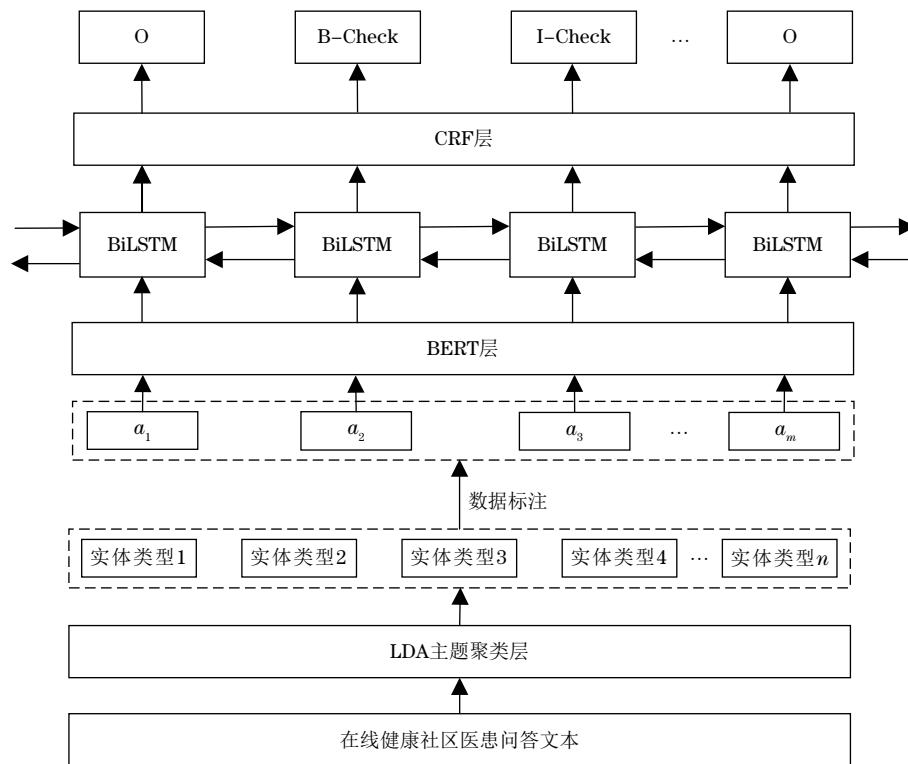 O B–Check I–Check … O
CRF层
BiLSTM BiLSTM BiLSTM BiLSTM
BERT层
a₁ a₂ a₃ … aₘ
数据标注
实体类型1 实体类型2 实体类型3 实体类型4 … 实体类型n
LDA主题聚类层
在线健康社区医患问答文本